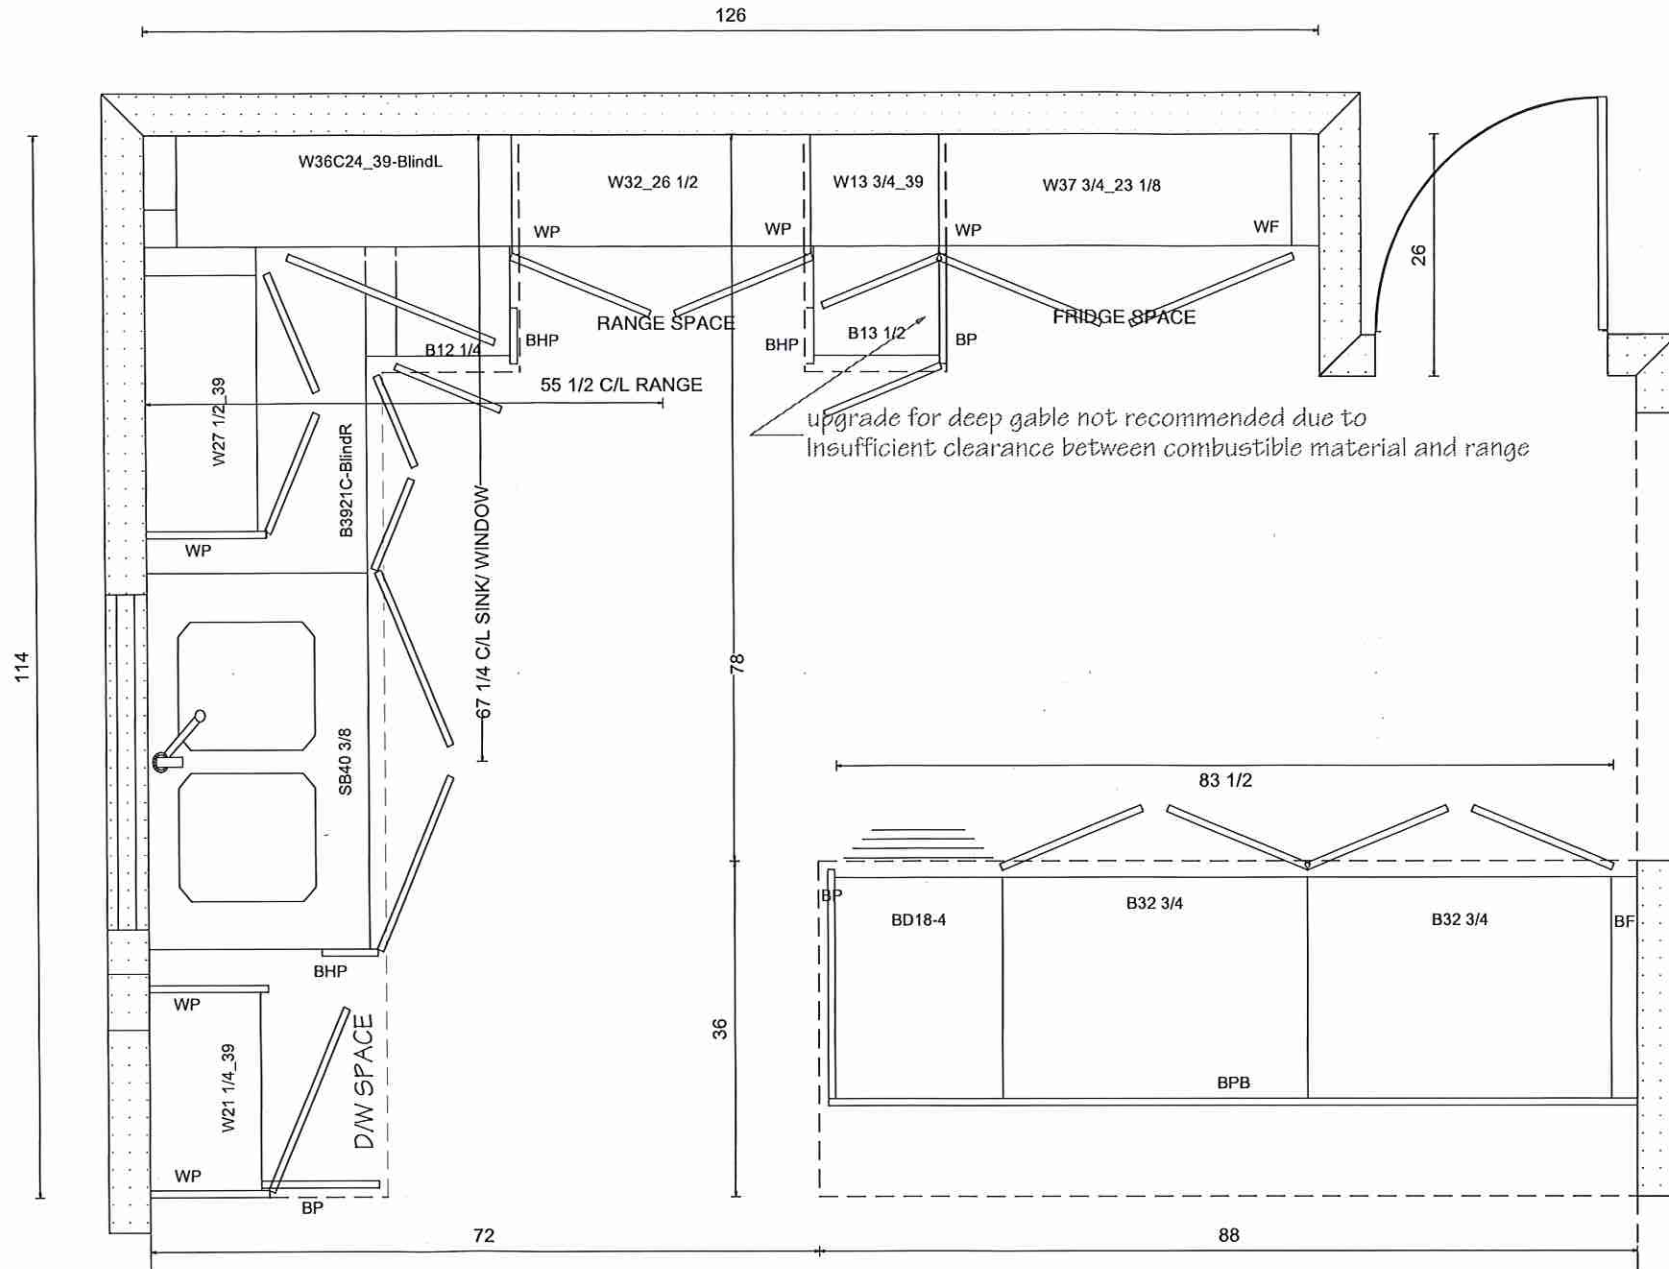 126
W36C24_39-BlindL
W32_26 1/2
W13 3/4_39
W37 3/4_23 1/8
WP
WP
WP
WF
26
RANGE SPACE
FRIDGE SPACE
B12 1/4
BHP
BHP
B13 1/2
BP
55 1/2 C/L RANGE
upgrade for deep gable not recommended due to
Insufficient clearance between combustible material and range
W27 1/2_39
B3921C-BlindR
WP
67 1/4 C/L SINK/ WINDOW
114
78
SB40 3/8
83 1/2
BP
BD18-4
B32 3/4
B32 3/4
BF
BHP
WP
W21 1/4_39
D/W SPACE
36
BPB
WP
BP
72
88